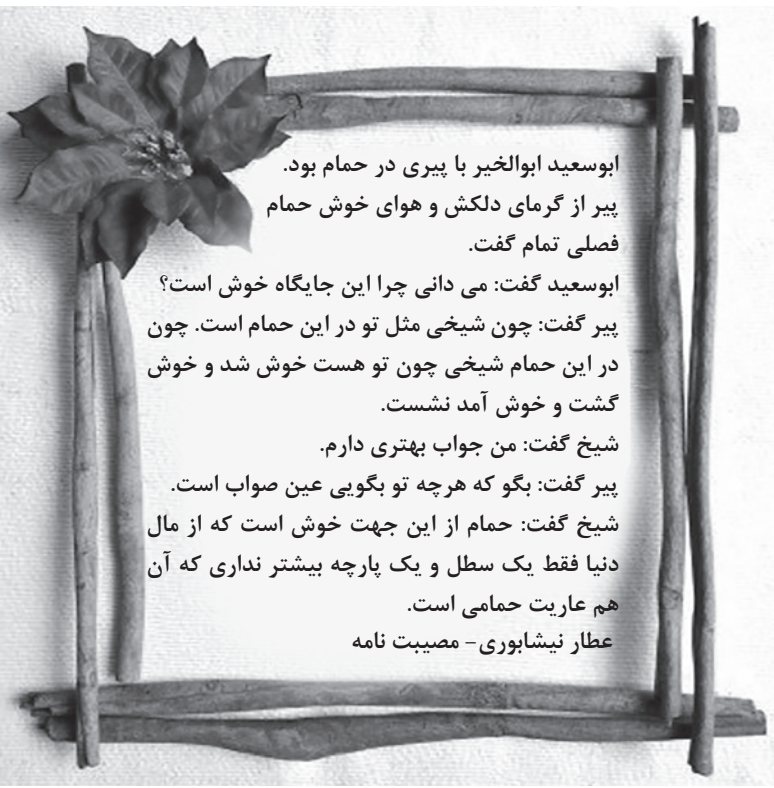 ابوسعید ابوالخیر با پیری در حمام بود.
پیر از گرمای دلکش و هوای خوش حمام
فصلی تمام گفت.
ابوسعید گفت: می دانی چرا این جایگاه خوش است؟
پیر گفت: چون شیخی مثل تو در این حمام است. چون
در این حمام شیخی چون تو هست خوش شد و خوش
گشت و خوش آمد نشست.
شیخ گفت: من جواب بهتری دارم.
پیر گفت: بگو که هرچه تو بگویی عین صواب است.
شیخ گفت: حمام از این جهت خوش است که از مال
دنیا فقط یک سطل و یک پارچه بیشتر نداری که آن
هم عاریت حمامی است.
عطار نیشابوری- مصیبت نامه